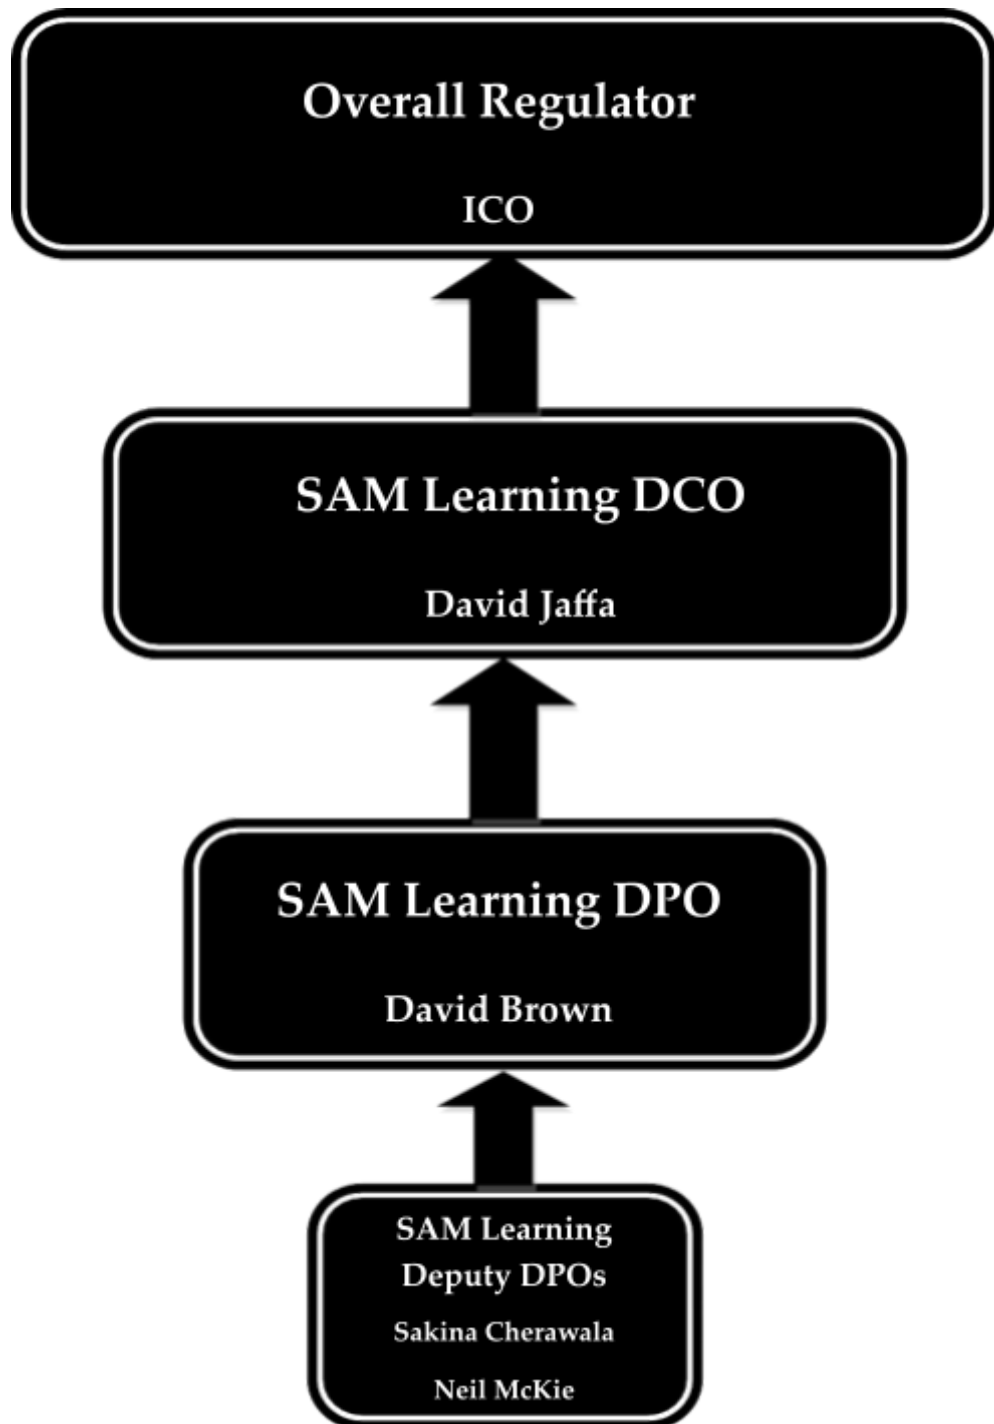 Overall Regulator
ICO
SAM Learning DCO
David Jaffa
SAM Learning DPO
David Brown
SAM Learning
Deputy DPOs
Sakina Cherawala
Neil McKie